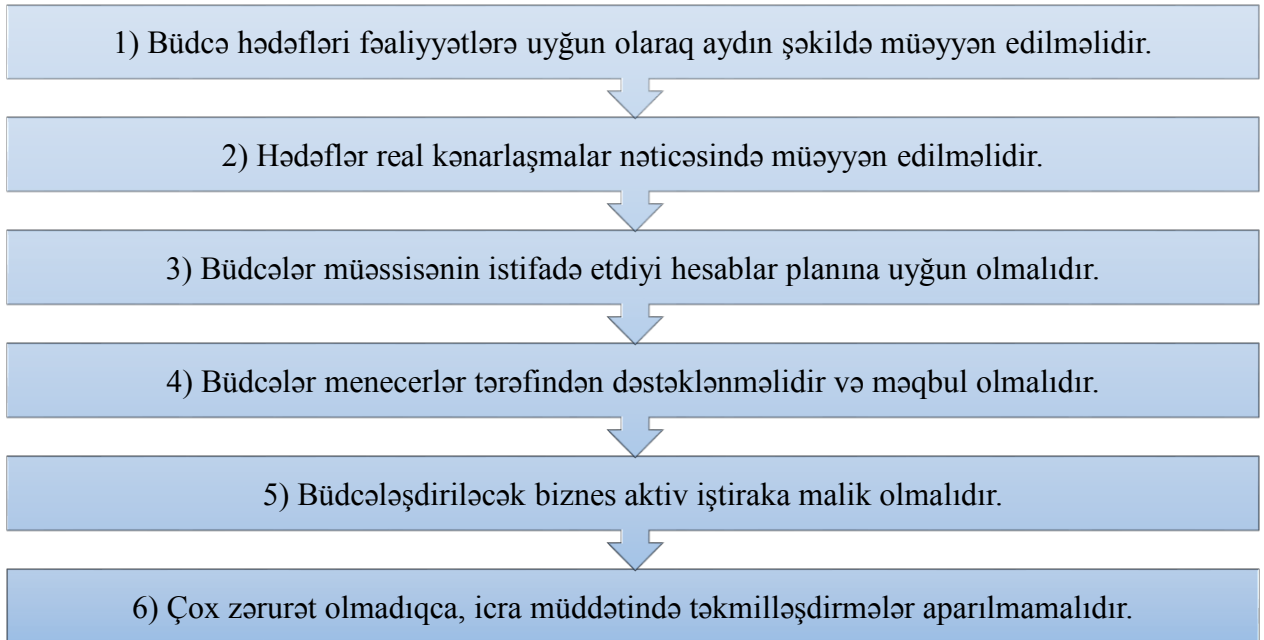 1) Büdcə hədəfləri fəaliyyətlərə uyğun olaraq aydın şəkildə müəyyən edilməlidir.
2) Hədəflər real kənarlaşmalar nəticəsində müəyyən edilməlidir.
3) Büdcələr müəssisənin istifadə etdiyi hesablar planına uyğun olmalıdır.
4) Büdcələr menecerlər tərəfindən dəstəklənməlidir və məqbul olmalıdır.
5) Büdcələşdiriləcək biznes aktiv iştiraka malik olmalıdır.
6) Çox zərurət olmadıqca, icra müddətində təkmilləşdirmələr aparılmamalıdır.